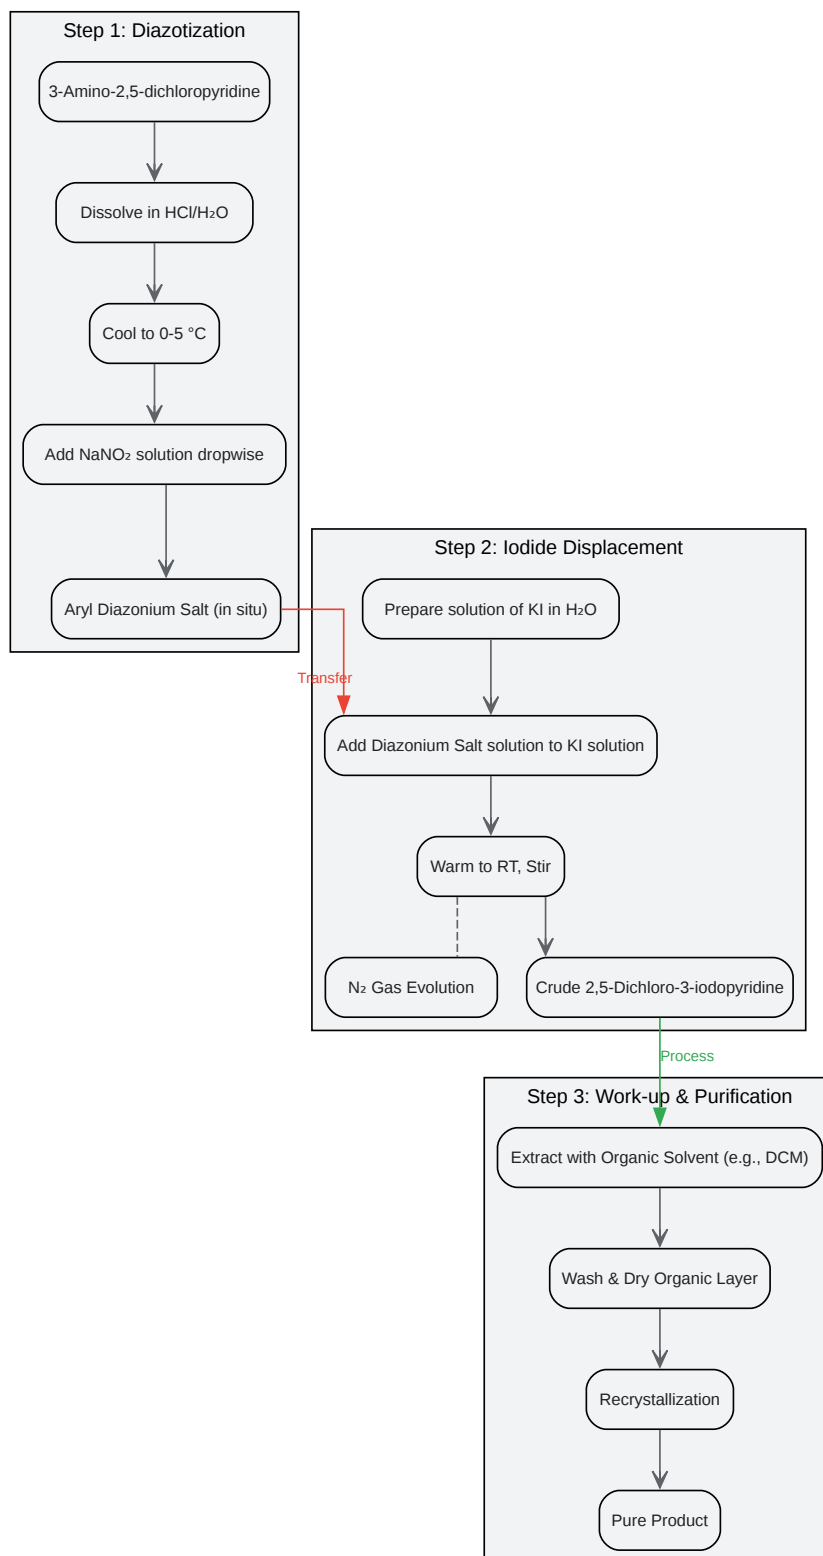 Step 1: Diazotization
3-Amino-2,5-dichloropyridine
Dissolve in HCl/H₂O
Cool to 0-5 °C
Add NaNO₂ solution dropwise
Aryl Diazonium Salt (in situ)
Transfer
Step 2: Iodide Displacement
Prepare solution of KI in H₂O
Add Diazonium Salt solution to KI solution
Warm to RT, Stir
N₂ Gas Evolution
Crude 2,5-Dichloro-3-iodopyridine
Process
Step 3: Work-up & Purification
Extract with Organic Solvent (e.g., DCM)
Wash & Dry Organic Layer
Recrystallization
Pure Product